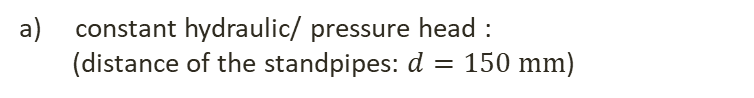 a) constant hydraulic/ pressure head :
(distance of the standpipes: d = 150 mm)